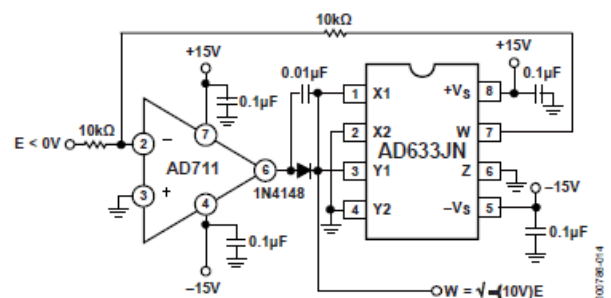 10kΩ
+15V
+15V
0.01µF
0.1µF
0.1µF
1 X1
+VS 8
E < 0V
10kΩ
2 −
7
2 X2
W 7
AD633JN
AD711
6
1N4148
3 Y1
Z 6
3 +
−15V
4
4 Y2
−VS 5
0.1µF
0.1µF
−15V
W = √−(10V)E
00786-014